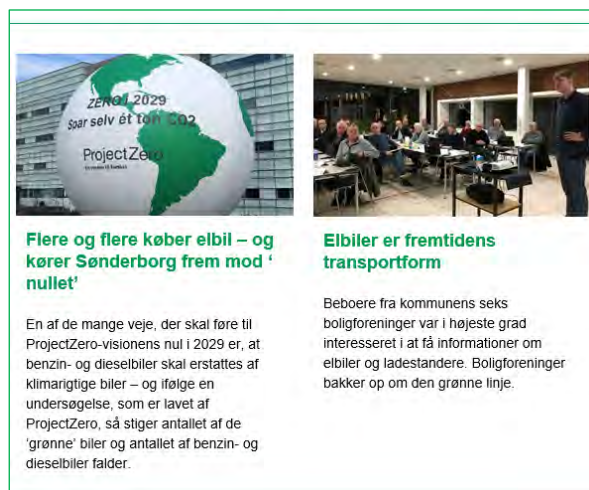 ZERO i 2029
Spar selv ét ton CO2
ProjectZero
Flere og flere køber elbil – og
kører Sønderborg frem mod ‘
nullet’
En af de mange veje, der skal føre til
ProjectZero-visionens nul i 2029 er, at
benzin- og dieselbiler skal erstattes af
klimarigtige biler – og ifølge en
undersøgelse, som er lavet af
ProjectZero, så stiger antallet af de
‘grønne’ biler og antallet af benzin- og
dieselbiler falder.
Elbiler er fremtidens
transportform
Beboere fra kommunens seks
boligforeninger var i højeste grad
interesseret i at få informationer om
elbiler og ladestandere. Boligforeninger
bakker op om den grønne linje.